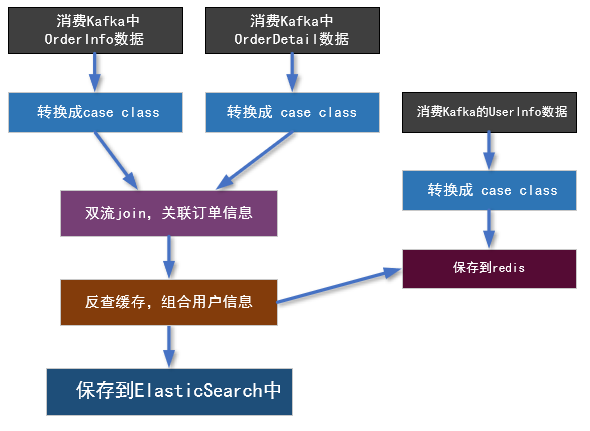 消费Kafka中
OrderInfo数据
消费Kafka中
OrderDetail数据
转换成case class
转换成 case class
消费Kafka的UserInfo数据
转换成 case class
双流join，关联订单信息
保存到redis
反查缓存，组合用户信息
保存到ElasticSearch中